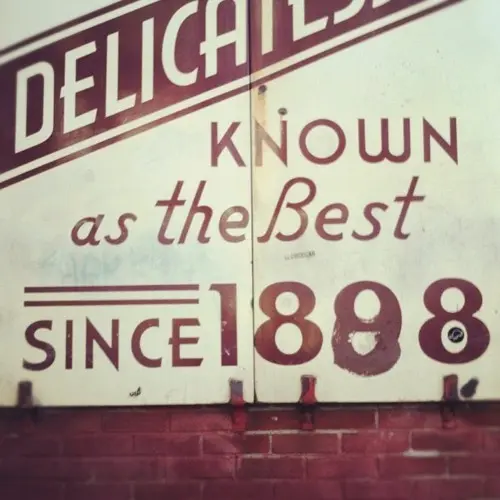 DELICATES
KNOWN
as the Best
SINCE 1888